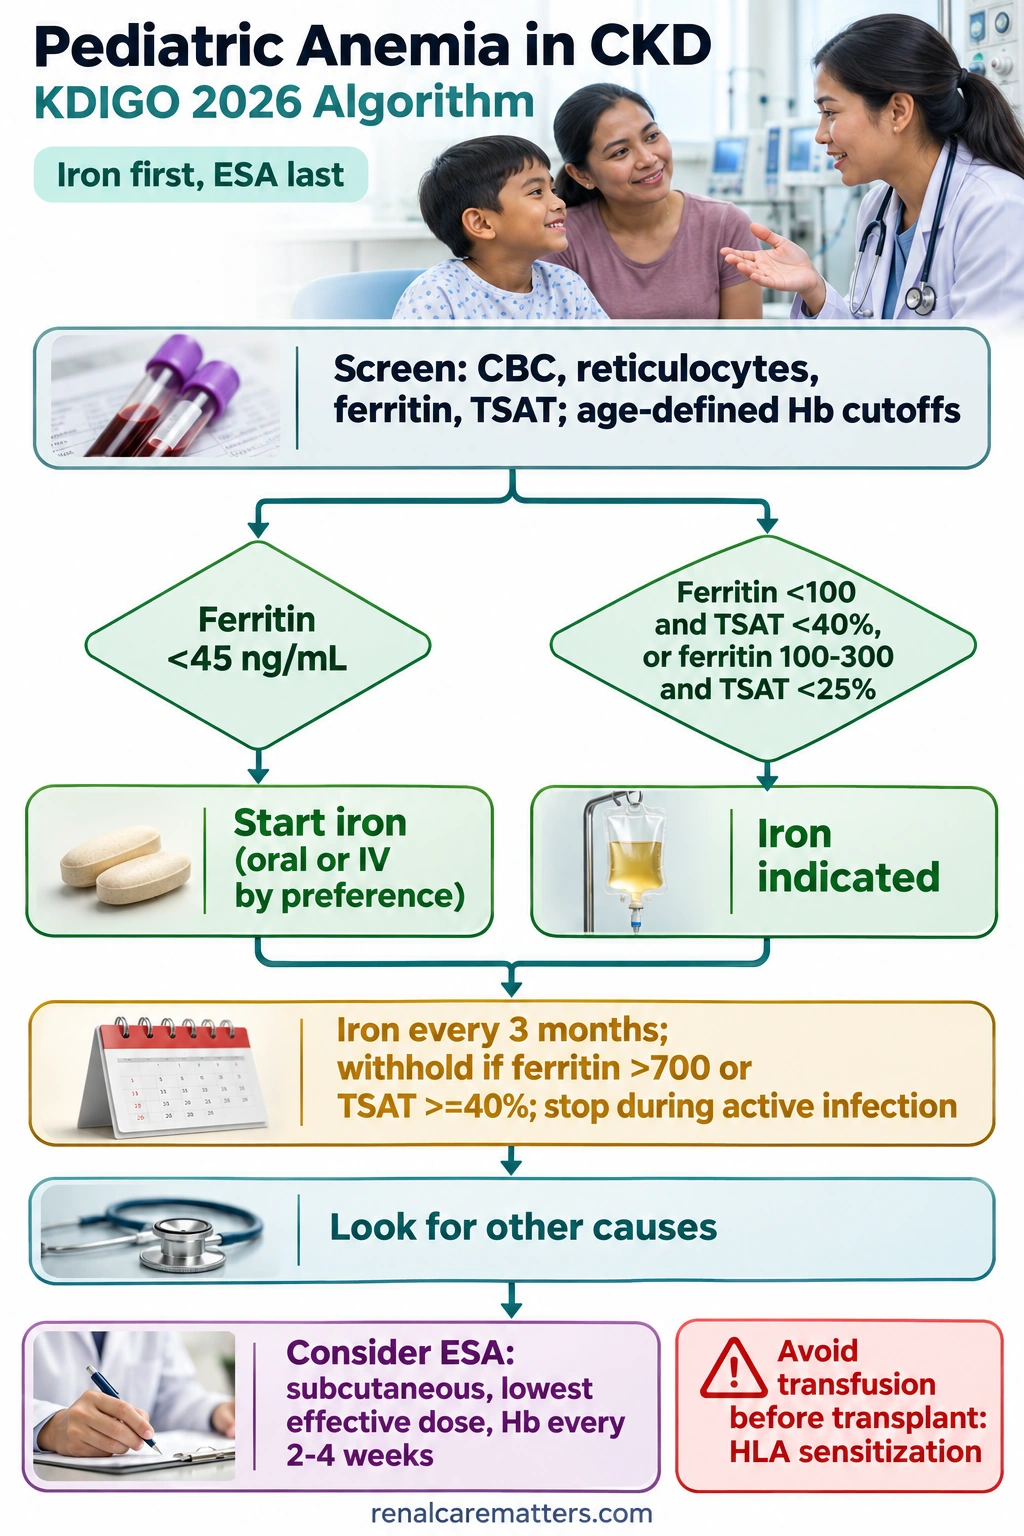 Pediatric Anemia in CKD
KDIGO 2026 Algorithm
Iron first, ESA last
Screen: CBC, reticulocytes,
ferritin, TSAT; age-defined Hb cutoffs
Ferritin
<45 ng/mL
Ferritin <100
and TSAT <40%,
or ferritin 100-300
and TSAT <25%
Start iron
(oral or IV
by preference)
Iron
indicated
Iron every 3 months;
withhold if ferritin >700 or
TSAT >=40%; stop during active infection
Look for other causes
Consider ESA:
subcutaneous, lowest
effective dose, Hb every
2-4 weeks
Avoid
transfusion
before transplant:
HLA sensitization
renalcarematters.com